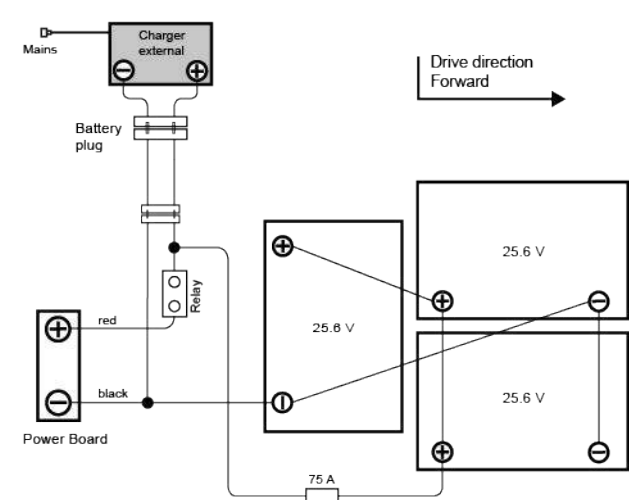 Charger
external
Mains
Drive direction
Forward
Battery
plug
25.6 V
Relay
red
25.6 V
black
25.6 V
Power Board
75 A